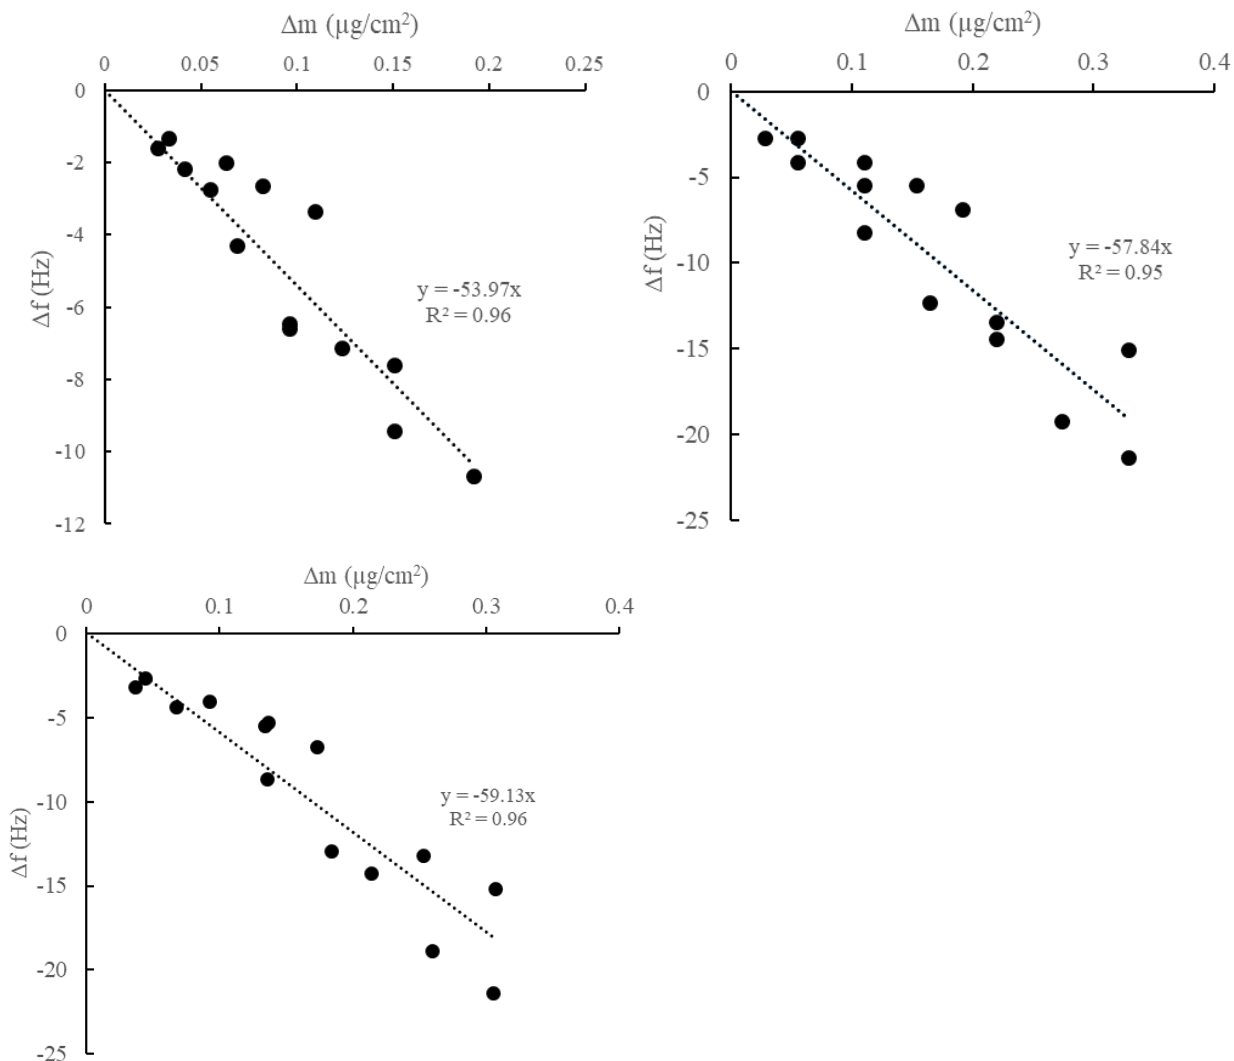 Δm (µg/cm²)
0 0.05 0.1 0.15 0.2 0.25
0
-2
-4
-6
-8
-10
-12
Δf (Hz)
y = -53.97x
R² = 0.96
Δm (µg/cm²)
0 0.1 0.2 0.3 0.4
0
-5
-10
-15
-20
-25
Δf (Hz)
y = -57.84x
R² = 0.95
Δm (µg/cm²)
0 0.1 0.2 0.3 0.4
0
-5
-10
-15
-20
-25
Δf (Hz)
y = -59.13x
R² = 0.96